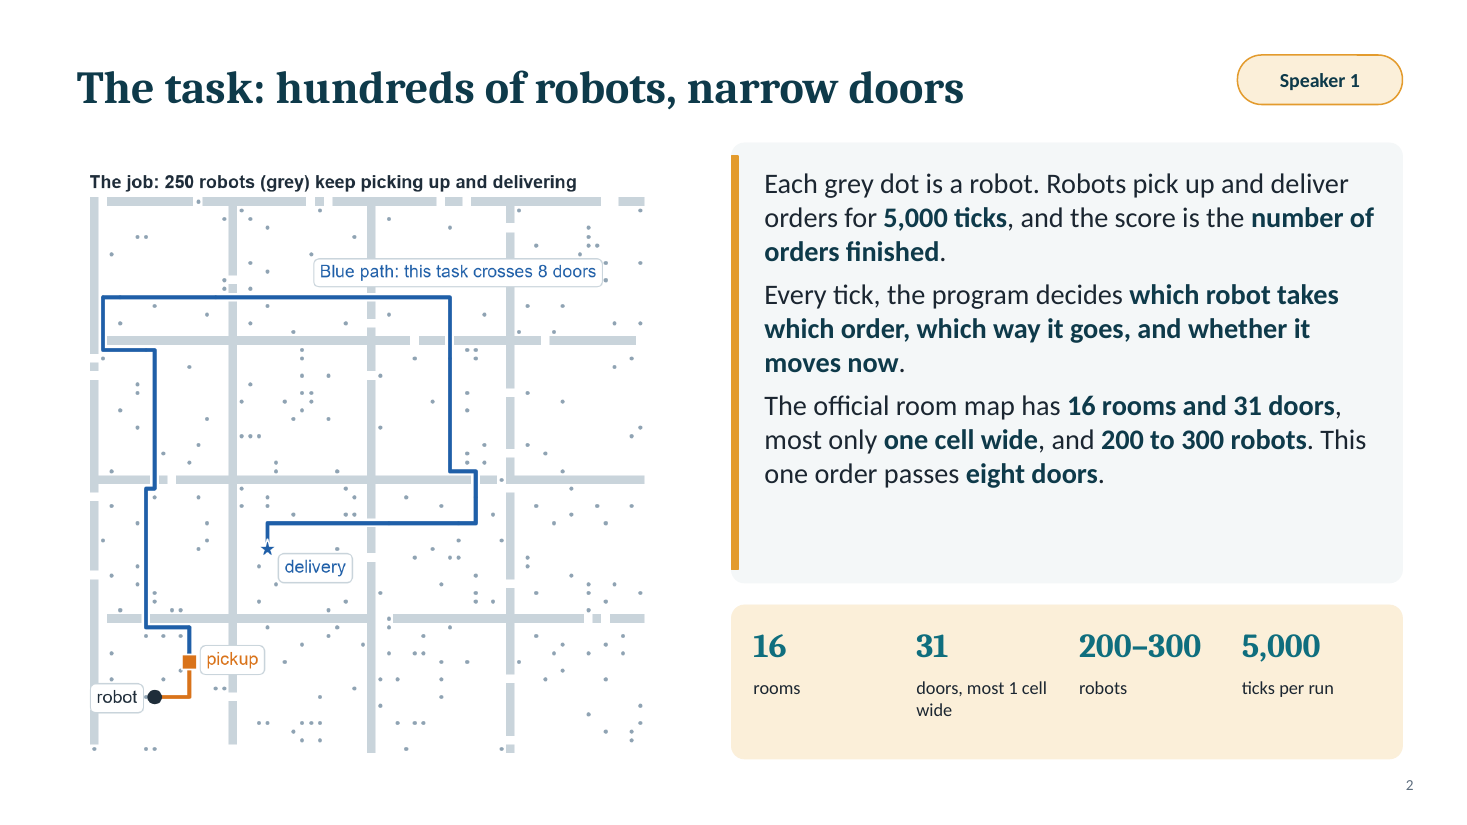 The task: hundreds of robots, narrow doors
Speaker 1
The job: 250 robots (grey) keep picking up and delivering
Blue path: this task crosses 8 doors
delivery
pickup
robot
Each grey dot is a robot. Robots pick up and deliver
orders for 5,000 ticks, and the score is the number of
orders finished.
Every tick, the program decides which robot takes
which order, which way it goes, and whether it
moves now.
The official room map has 16 rooms and 31 doors,
most only one cell wide, and 200 to 300 robots. This
one order passes eight doors.
16
rooms
31
doors, most 1 cell
wide
200–300
robots
5,000
ticks per run
2